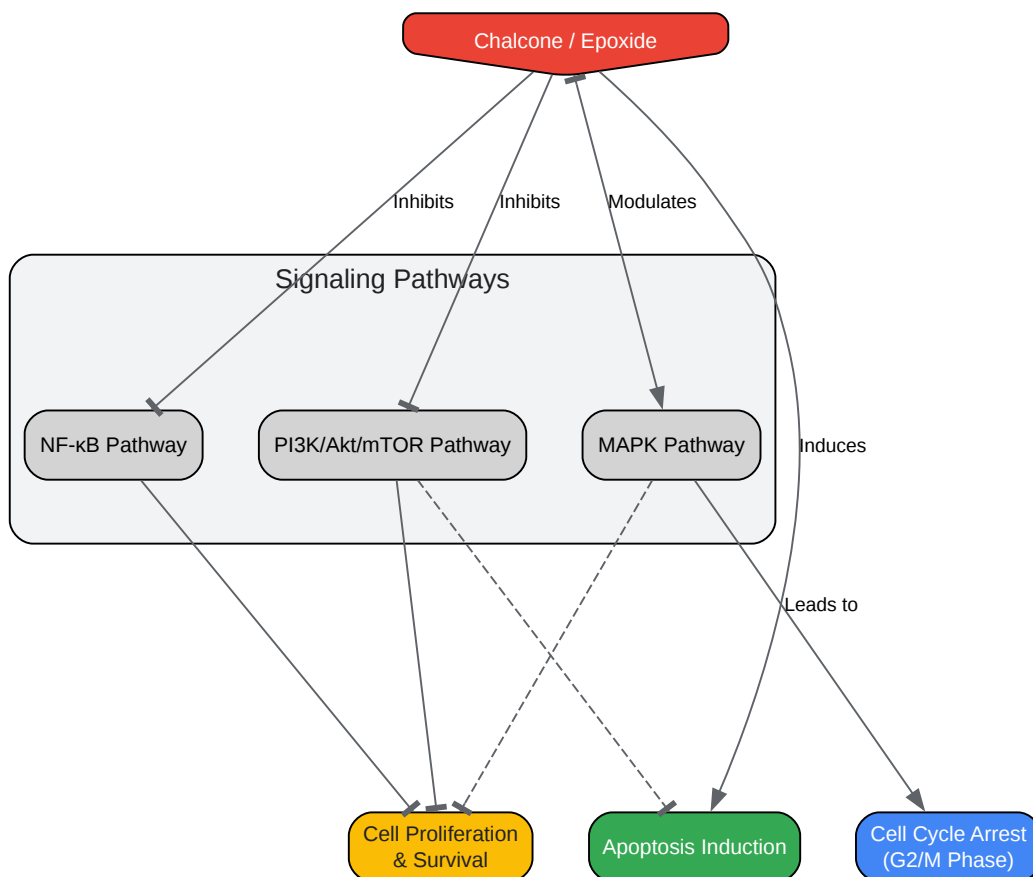 Chalcone / Epoxide
Inhibits
Inhibits
Modulates
Signaling Pathways
NF-κB Pathway
PI3K/Akt/mTOR Pathway
MAPK Pathway
Induces
Leads to
Cell Proliferation
& Survival
Apoptosis Induction
Cell Cycle Arrest
(G2/M Phase)